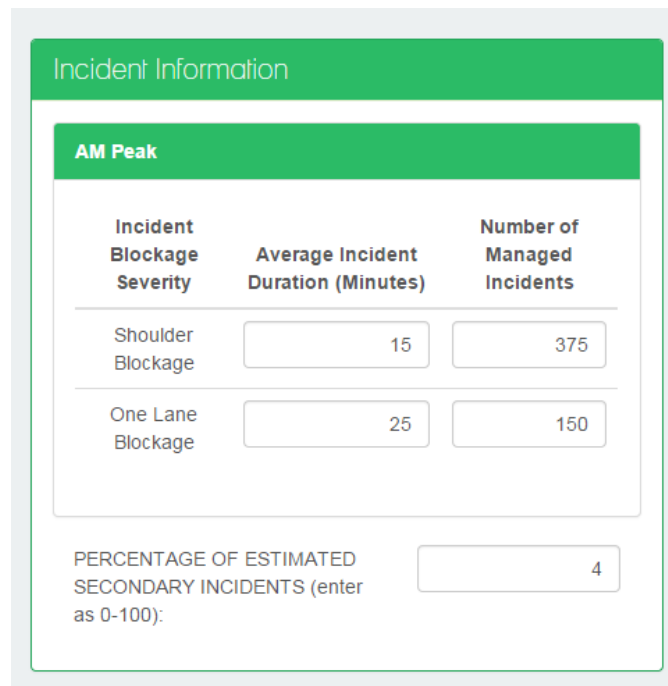 Incident Information
AM Peak
Incident
Blockage
Severity
Average Incident
Duration (Minutes)
Number of
Managed
Incidents
Shoulder
Blockage
15
375
One Lane
Blockage
25
150
PERCENTAGE OF ESTIMATED
SECONDARY INCIDENTS (enter
as 0-100):
4